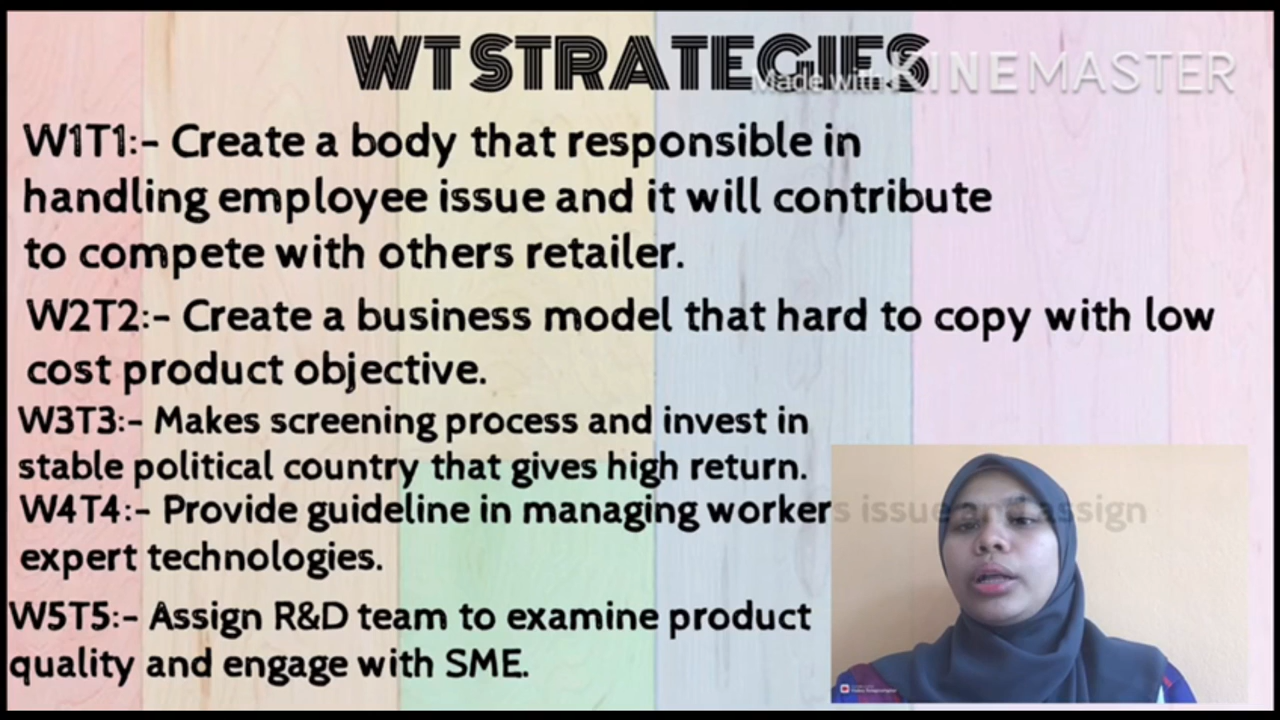 WT STRATEGIES
Made with KINEMASTER
W1T1:- Create a body that responsible in
handling employee issue and it will contribute
to compete with others retailer.
W2T2:- Create a business model that hard to copy with low
cost product objective.
W3T3:- Makes screening process and invest in
stable political country that gives high return.
W4T4:- Provide guideline in managing workers issue and assign
expert technologies.
W5T5:- Assign R&D team to examine product
quality and engage with SME.